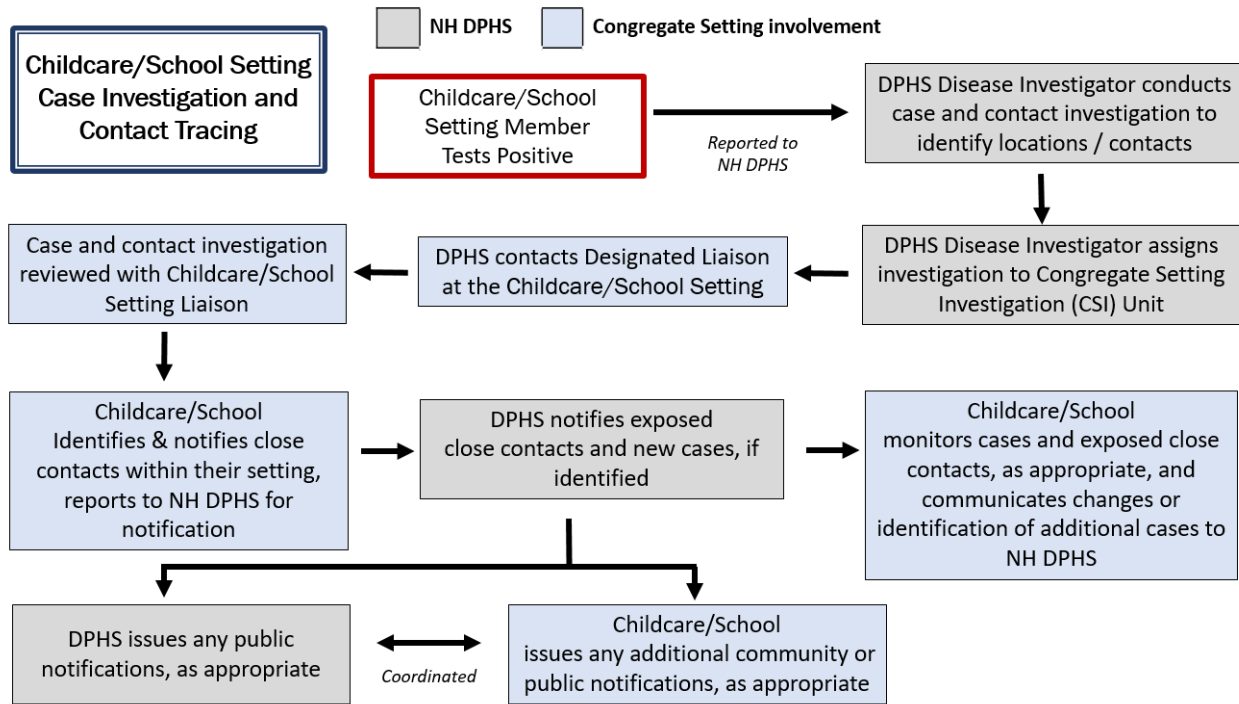 NH DPHS
Congregate Setting involvement
Childcare/School Setting
Case Investigation and
Contact Tracing
Childcare/School
Setting Member
Tests Positive
Reported to
NH DPHS
DPHS Disease Investigator conducts
case and contact investigation to
identify locations / contacts
DPHS Disease Investigator assigns
investigation to Congregate Setting
Investigation (CSI) Unit
DPHS contacts Designated Liaison
at the Childcare/School Setting
Case and contact investigation
reviewed with Childcare/School
Setting Liaison
Childcare/School
Identifies & notifies close
contacts within their setting,
reports to NH DPHS for
notification
DPHS notifies exposed
close contacts and new cases, if
identified
Childcare/School
monitors cases and exposed close
contacts, as appropriate, and
communicates changes or
identification of additional cases to
NH DPHS
DPHS issues any public
notifications, as appropriate
Coordinated
Childcare/School
issues any additional community or
public notifications, as appropriate